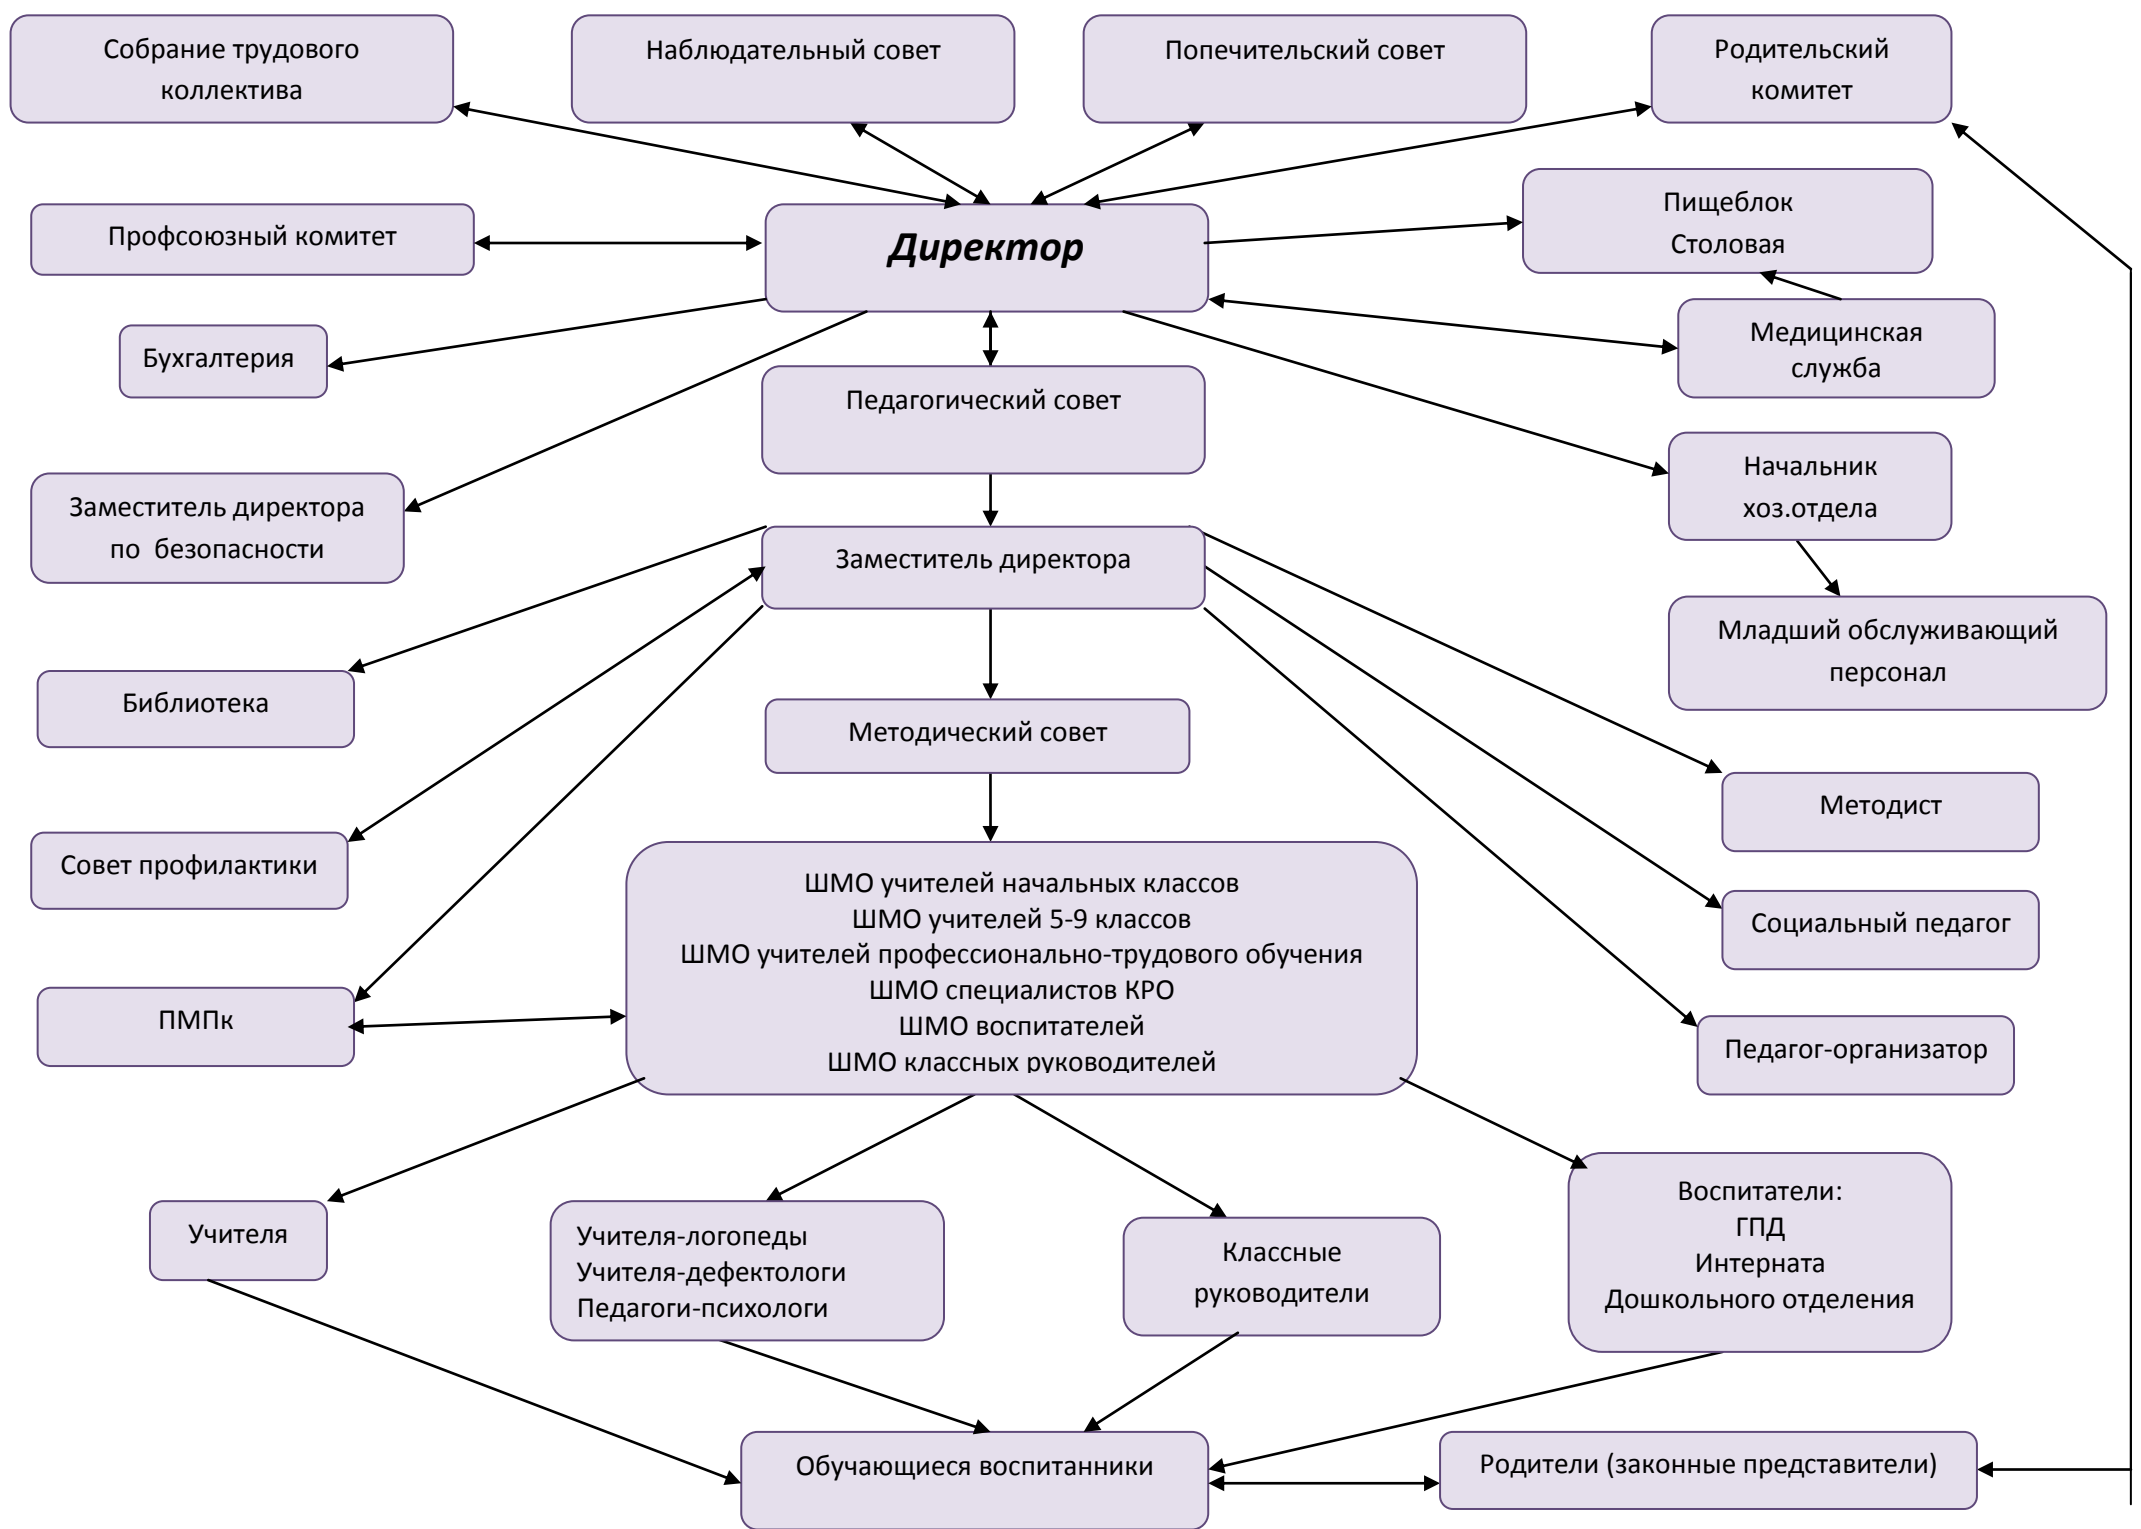 Собрание трудового
коллектива
Наблюдательный совет
Попечительский совет
Родительский
комитет
Профсоюзный комитет
Директор
Пищеблок
Столовая
Бухгалтерия
Медицинская
служба
Педагогический совет
Начальник
хоз.отдела
Заместитель директора
по  безопасности
Заместитель директора
Младший обслуживающий
персонал
Библиотека
Методический совет
Методист
Совет профилактики
ШМО учителей начальных классов
ШМО учителей 5-9 классов
ШМО учителей профессионально-трудового обучения
ШМО специалистов КРО
ШМО воспитателей
ШМО классных руководителей
Социальный педагог
ПМПк
Педагог-организатор
Учителя
Учителя-логопеды
Учителя-дефектологи
Педагоги-психологи
Классные
руководители
Воспитатели:
ГПД
Интерната
Дошкольного отделения
Обучающиеся воспитанники
Родители (законные представители)